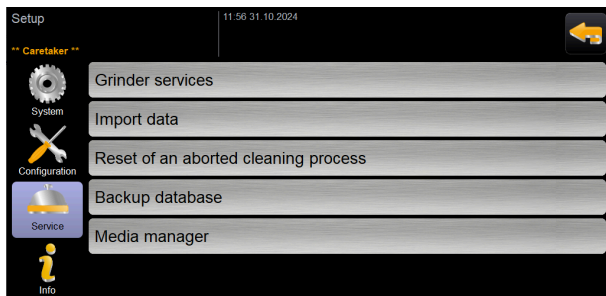 Setup
11:56 31.10.2024
** Caretaker **
System
Configuration
Service
Info
Grinder services
Import data
Reset of an aborted cleaning process
Backup database
Media manager